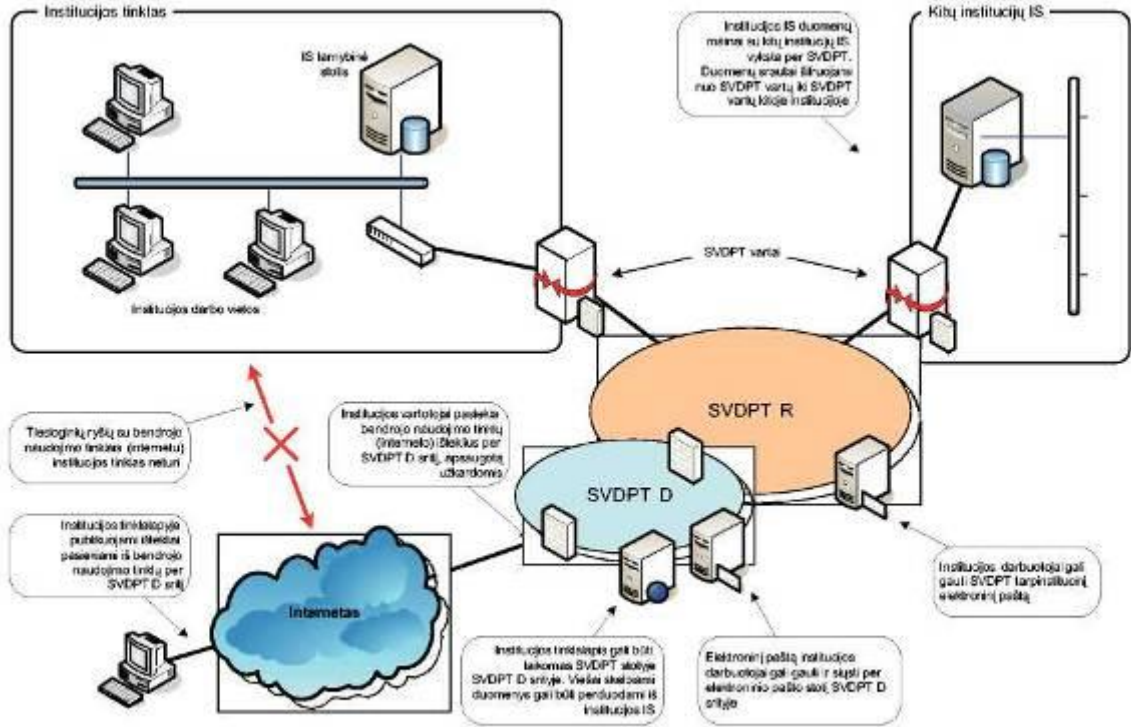 Institucijos tinklas
Kitų institucijų IS
IS tarnybinė
stotis
Institucijos IS duomenų
mainai su kitų institucijų IS
vyksta per SVDPT.
Duomenų srautai šifruojami
nuo SVDPT vartų iki SVDPT
vartų kitoje institucijoje
SVDPT vartai
Institucijos darbo vietos
SVDPT R
Tiesioginių ryšių su bendrojo
naudojimo tinklais (internetu)
institucijos tinklas neturi
Institucijos vartotojai pasiekia
bendrojo naudojimo tinklų
(interneto) išteklius per
SVDPT D sritį, apsaugotą
užkardomis
SVDPT D
Institucijos tinklalapyje
publikuojami ištekliai
pasiekiami iš bendrojo
naudojimo tinklų per
SVDPT D sritį
Internetas
Institucijos darbuotojai gali
gauti SVDPT tarpinstitucinį
elektroninį paštą
Institucijos tinklalapis gali būti
laikomas SVDPT stotyje
SVDPT D srityje. Viešai skelbiami
duomenys gali būti perduodami iš
institucijos IS
Elektroninį paštą institucijos
darbuotojai gali gauti ir siųsti per
elektroninio pašto stotį SVDPT D
srityje